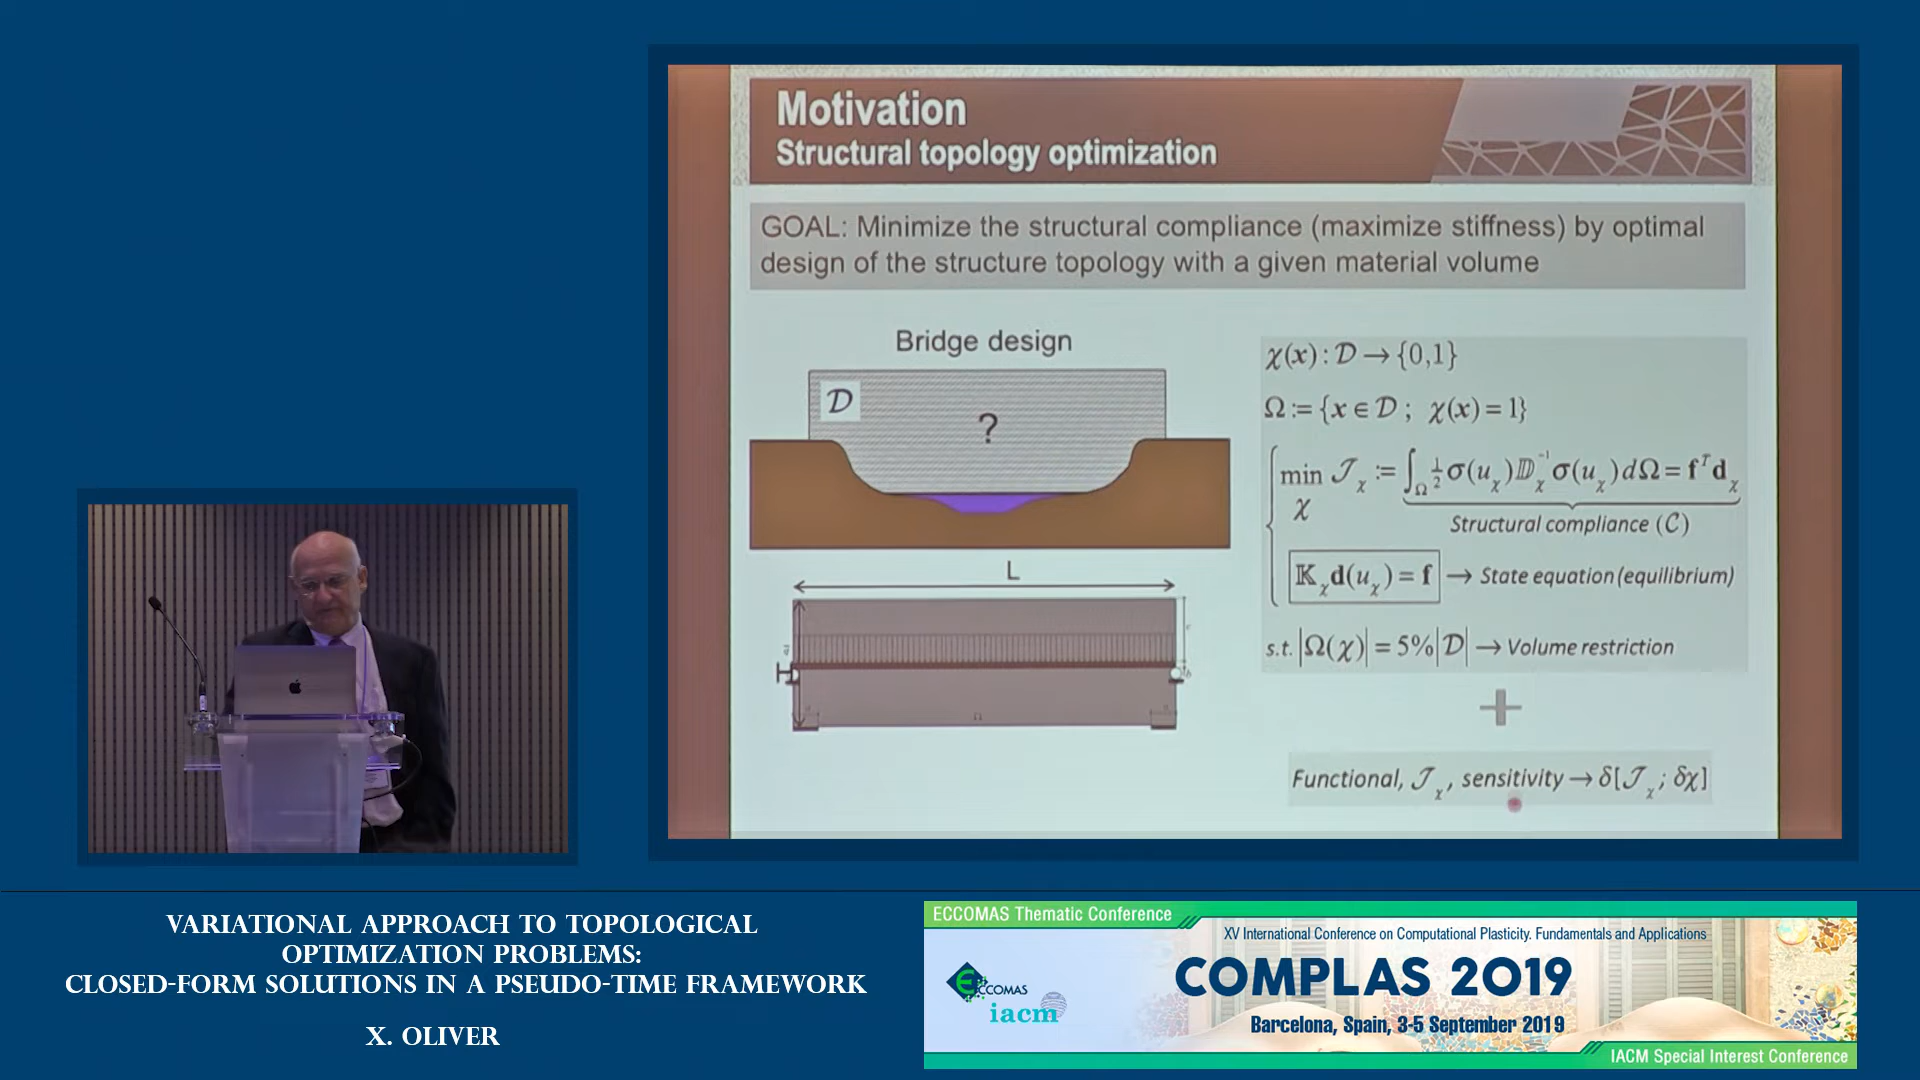 Motivation
Structural topology optimization
GOAL: Minimize the structural compliance (maximize stiffness) by optimal
design of the structure topology with a given material volume
Bridge design
𝒟
?
L
H
Ω
χ(x) : 𝒟 → {0,1}
Ω := {x ∈ 𝒟 ; χ(x) = 1}
min 𝒥χ := ∫Ω ½ σ(uχ) 𝔻χ⁻¹ σ(uχ) dΩ = fᵀdχ
χ
Structural compliance (C)
𝕂χ d(uχ) = f → State equation (equilibrium)
s.t. |Ω(χ)| = 5% |𝒟| → Volume restriction
+
Functional, 𝒥χ, sensitivity → δ[𝒥χ ; δχ]
VARIATIONAL APPROACH TO TOPOLOGICAL
OPTIMIZATION PROBLEMS:
CLOSED-FORM SOLUTIONS IN A PSEUDO-TIME FRAMEWORK
X. OLIVER
ECCOMAS Thematic Conference
XV International Conference on Computational Plasticity. Fundamentals and Applications
ECCOMAS
iacm
COMPLAS 2019
Barcelona, Spain, 3-5 September 2019
IACM Special Interest Conference